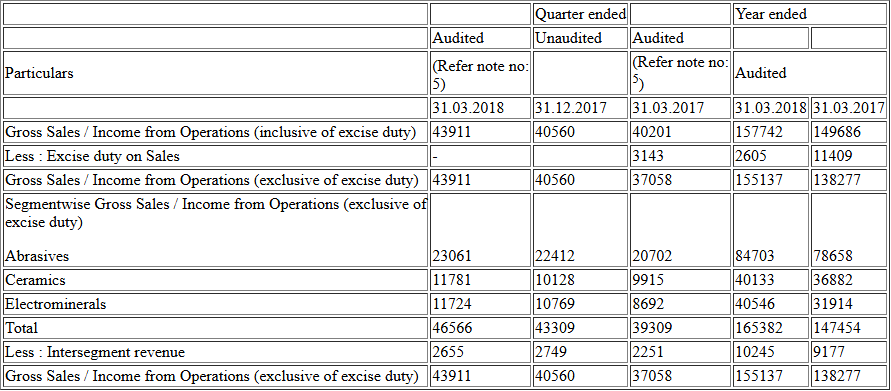 Quarter ended Year ended
Audited Unaudited Audited
Particulars (Refer note no: 5) (Refer note no: 5) Audited
31.03.2018 31.12.2017 31.03.2017 31.03.2018 31.03.2017
Gross Sales / Income from Operations (inclusive of excise duty) 43911 40560 40201 157742 149686
Less : Excise duty on Sales - 3143 2605 11409
Gross Sales / Income from Operations (exclusive of excise duty) 43911 40560 37058 155137 138277
Segmentwise Gross Sales / Income from Operations (exclusive of
excise duty)
Abrasives 23061 22412 20702 84703 78658
Ceramics 11781 10128 9915 40133 36882
Electrominerals 11724 10769 8692 40546 31914
Total 46566 43309 39309 165382 147454
Less : Intersegment revenue 2655 2749 2251 10245 9177
Gross Sales / Income from Operations (exclusive of excise duty) 43911 40560 37058 155137 138277